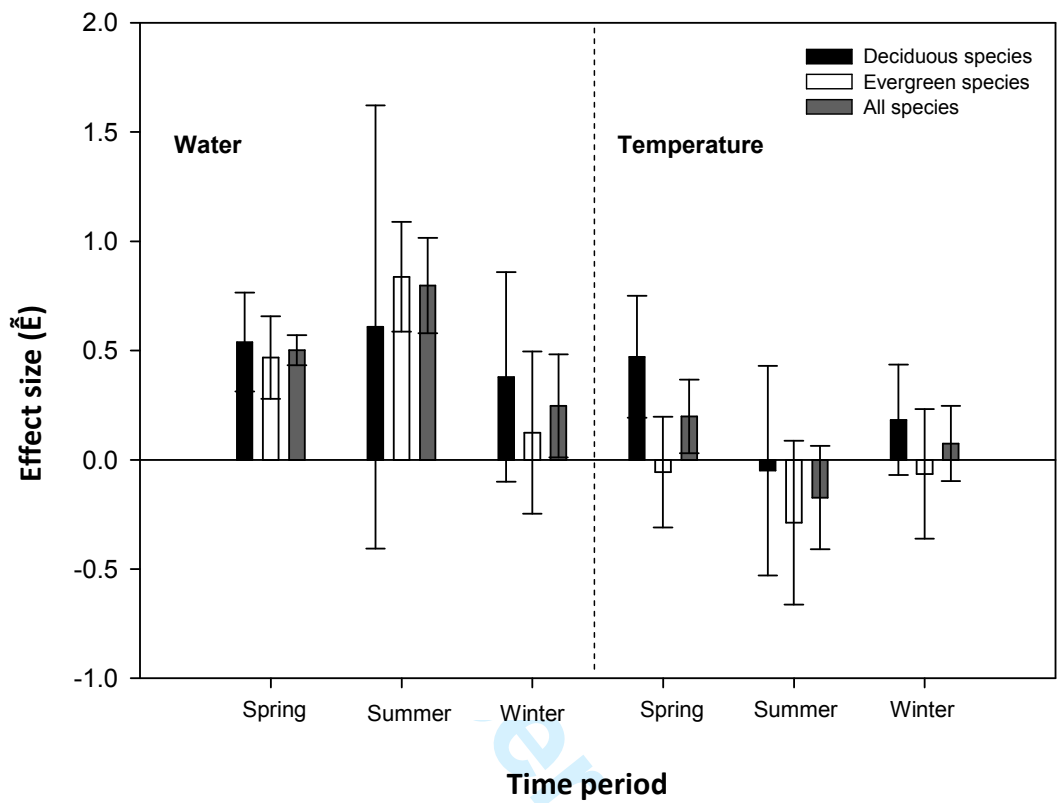 2.0
Deciduous species
Evergreen species
All species
1.5
Water
Temperature
1.0
Effect size (Ẽ)
0.5
0.0
-0.5
-1.0
Spring
Summer
Winter
Spring
Summer
Winter
Time period